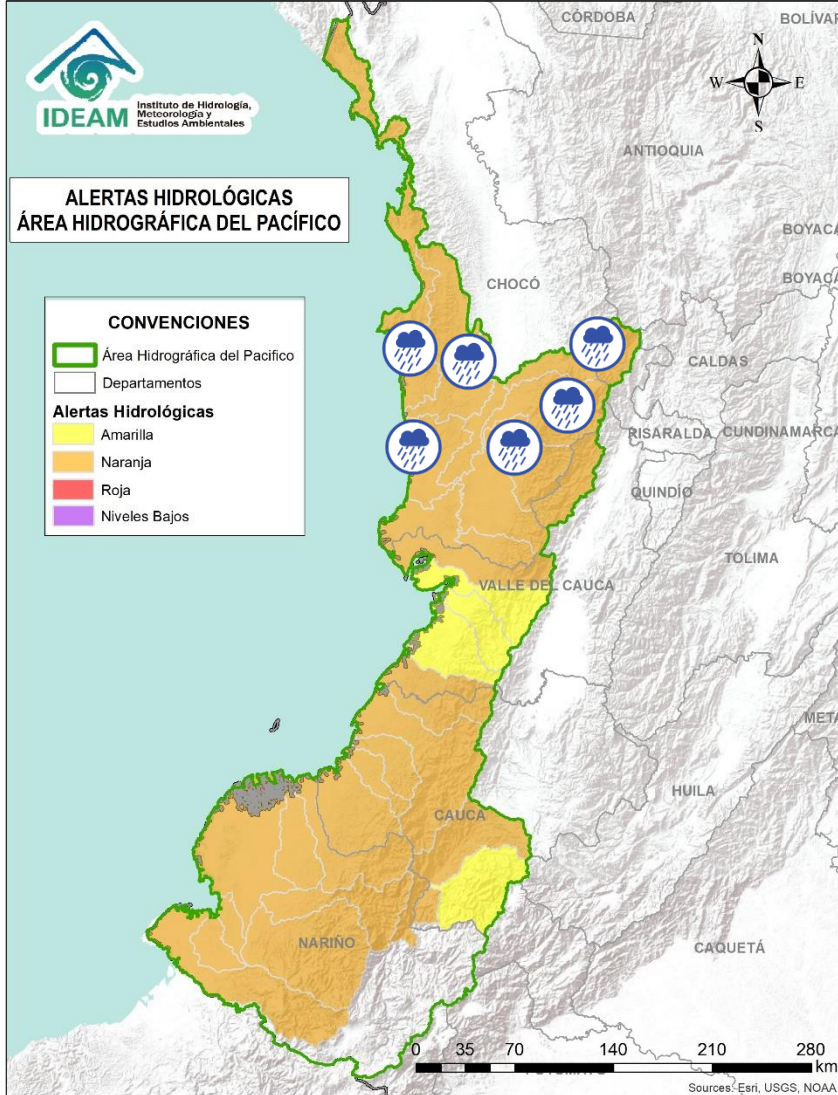 IDEAM
Instituto de Hidrología,
Meteorología y
Estudios Ambientales
ALERTAS HIDROLÓGICAS
ÁREA HIDROGRÁFICA DEL PACÍFICO
CONVENCIONES
Área Hidrográfica del Pacifico
Departamentos
Alertas Hidrológicas
Amarilla
Naranja
Roja
Niveles Bajos
CÓRDOBA
BOLÍVAR
N
W
E
S
ANTIOQUIA
BOYACÁ
BOYACÁ
CHOCÓ
CALDAS
RISARALDA
CUNDINAMARCA
QUINDÍO
TOLIMA
VALLE DEL CAUCA
META
HUILA
CAUCA
NARIÑO
CAQUETÁ
0 35 70 140 210 280
km
Sources: Esri, USGS, NOAA